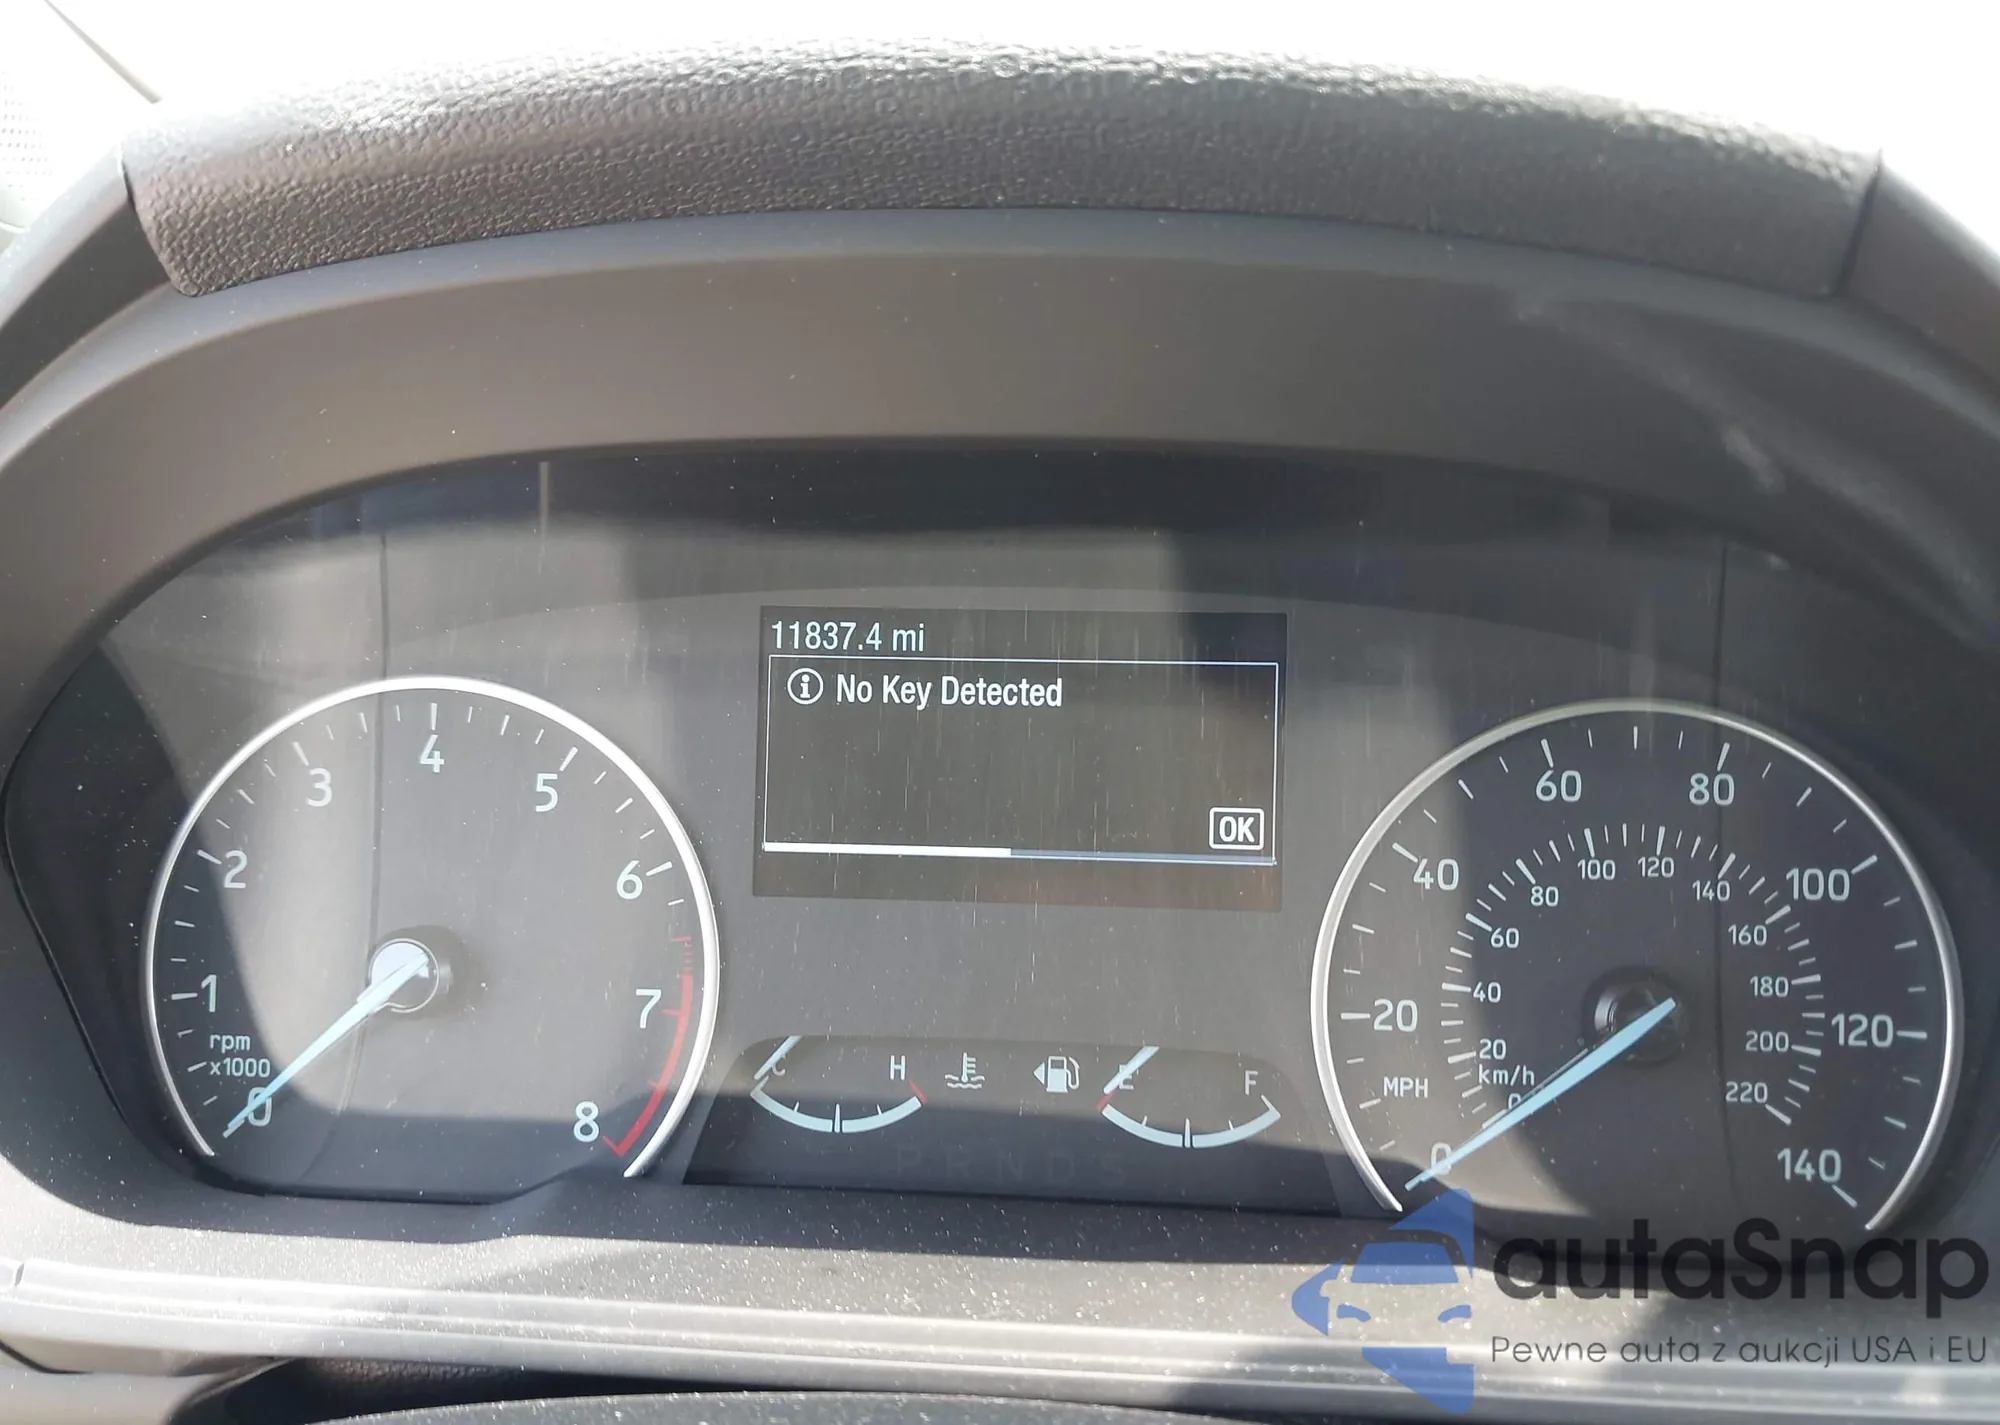 11837.4 mi
No Key Detected
OK
4
3
5
2
6
1
7
rpm
x1000
0
8
60
80
40
100
20
120
MPH
0
140
100
120
80
140
60
160
40
180
20
200
km/h
220
0
C
H
E
F
P R N D S
autaSnap
Pewne auta z aukcji USA i EU